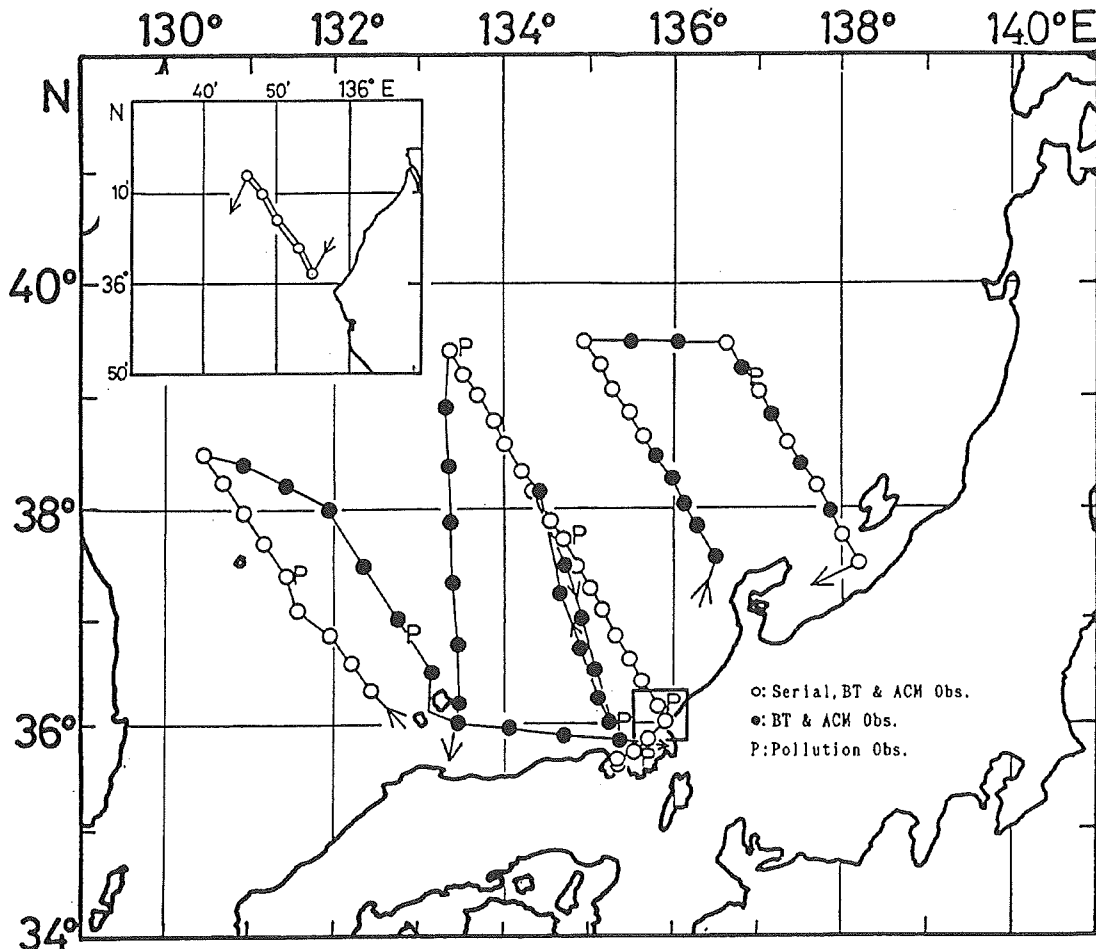 130° 132° 134° 136° 138° 140°E
N
40' 50' 136° E
N
10'
36°
50'
40°
38°
36°
34°
P
P
P
P
P
P
P
P
P
o: Serial, BT & ACM Obs.
●: BT & ACM Obs.
P: Pollution Obs.